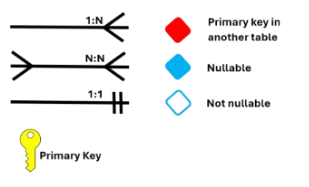 1:N
Primary key in
another table
N:N
Nullable
1:1
Not nullable
Primary Key